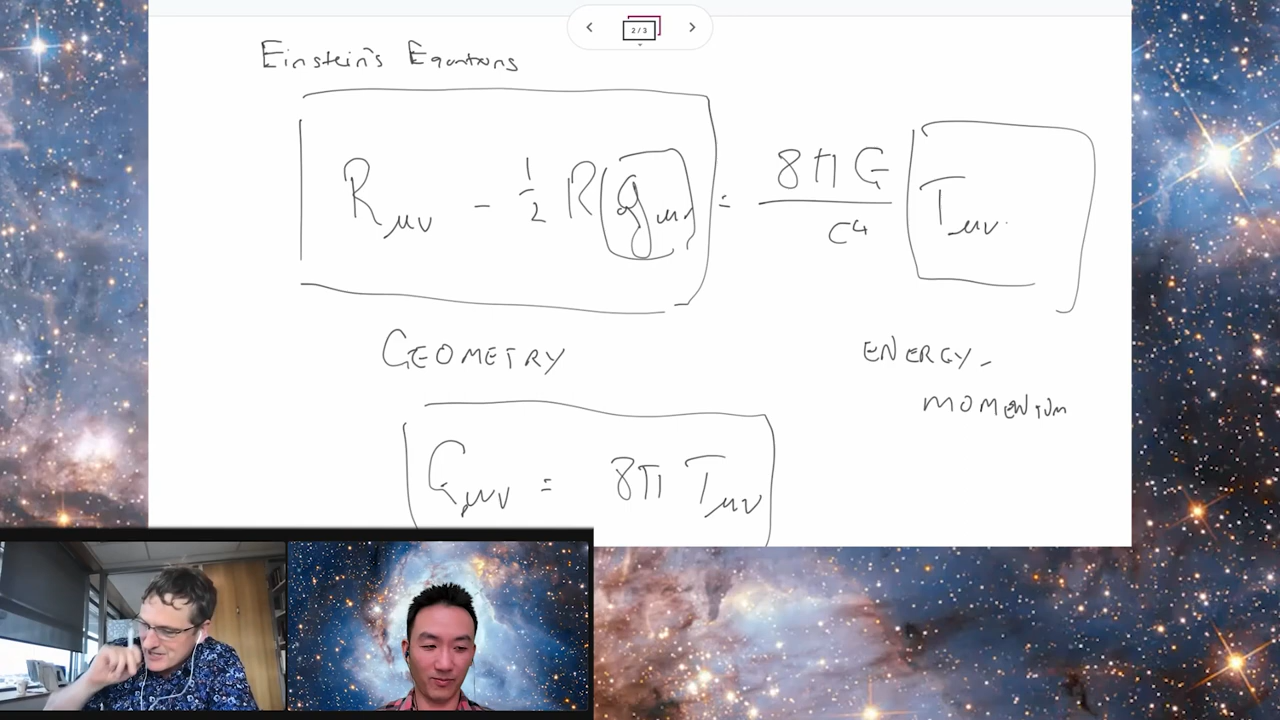 2/3
Einstein's Equations
R_μν - 1/2 R g_μν = 8πG/c⁴ T_μν
GEOMETRY
ENERGY-
MOMENTUM
G_μν = 8π T_μν